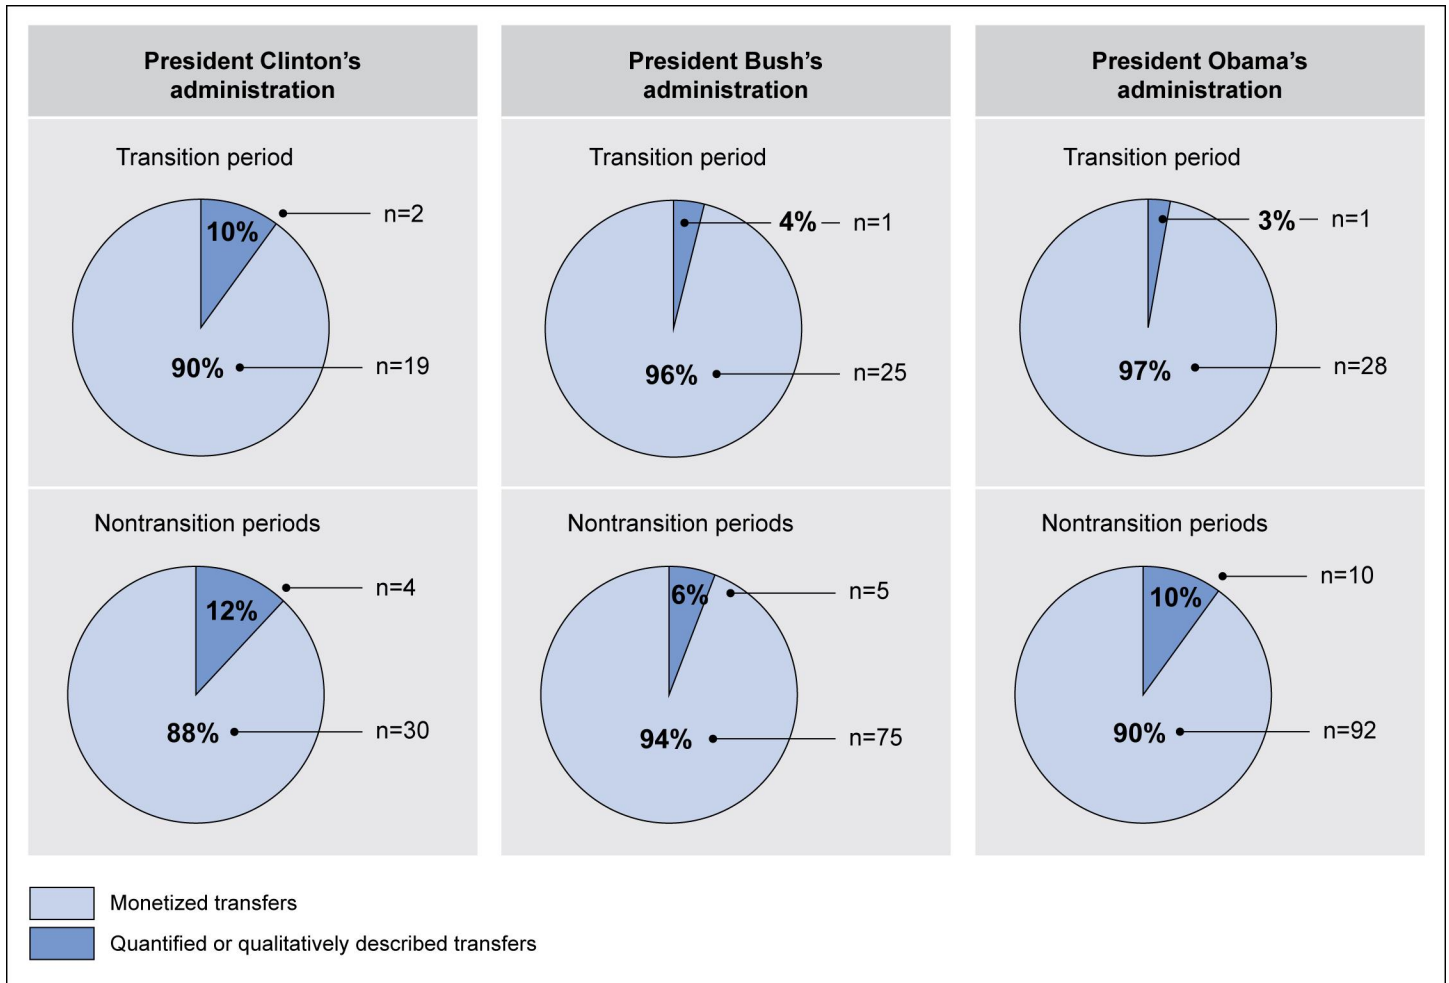 President Clinton's
administration
Transition period
10%
n=2
90%
n=19
Nontransition periods
12%
n=4
88%
n=30
President Bush's
administration
Transition period
4%
n=1
96%
n=25
Nontransition periods
6%
n=5
94%
n=75
President Obama's
administration
Transition period
3%
n=1
97%
n=28
Nontransition periods
10%
n=10
90%
n=92
Monetized transfers
Quantified or qualitatively described transfers